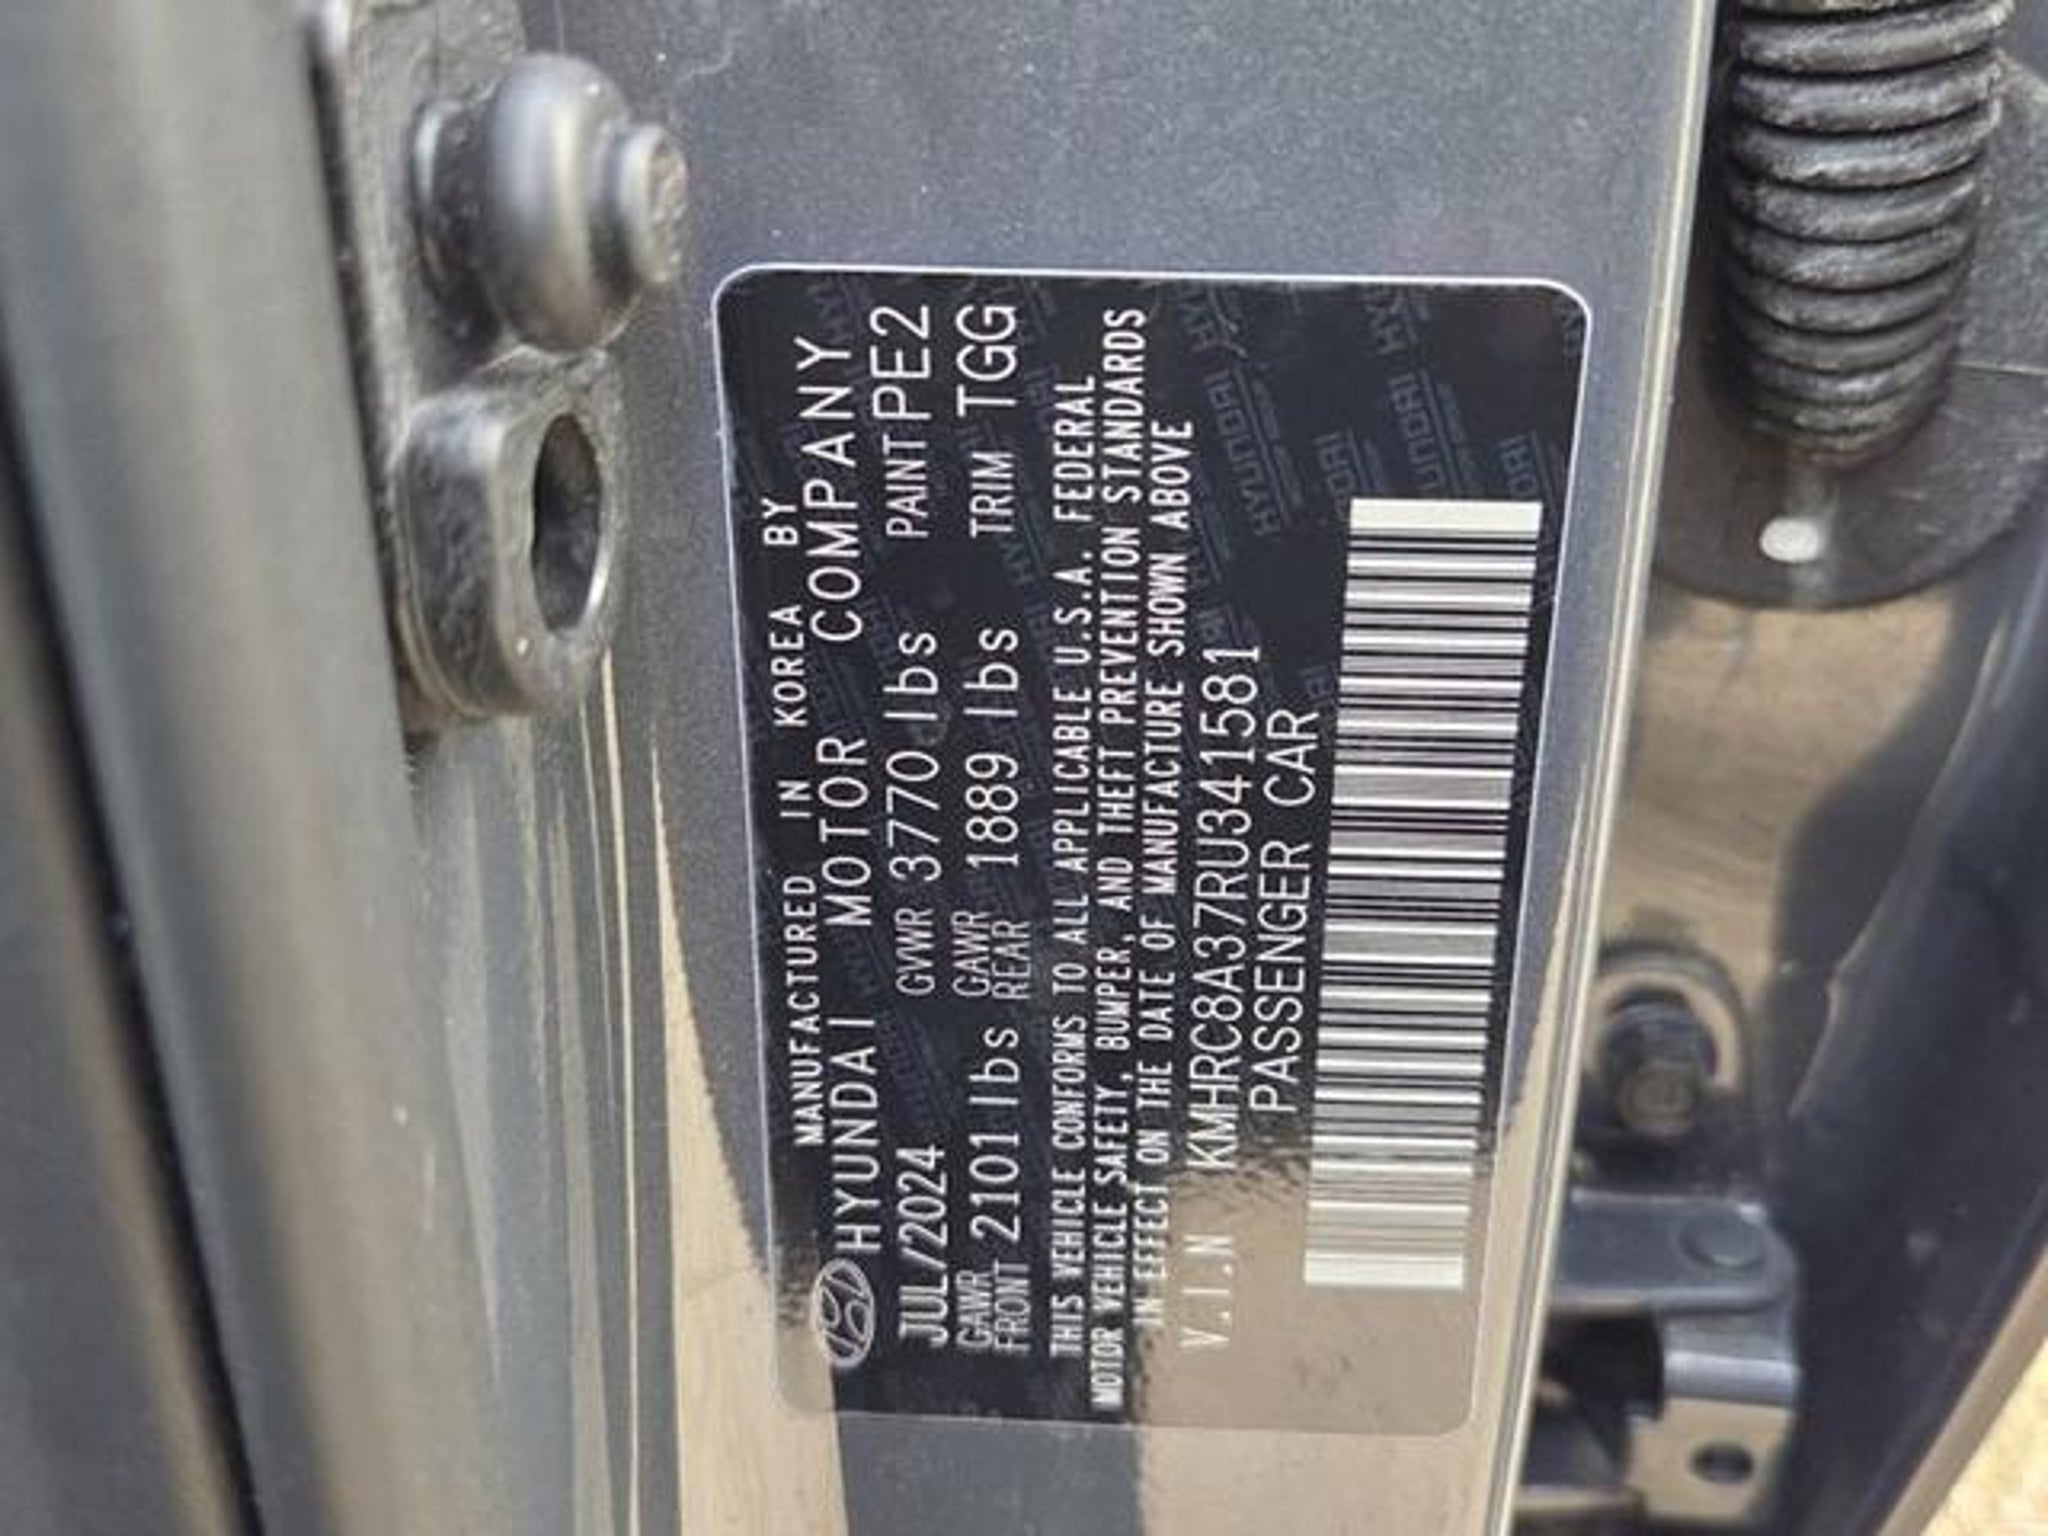 MANUFACTURED IN KOREA BY
HYUNDAI MOTOR COMPANY
JUL/2024 GVWR 3770 lbs PAINT PE2
GAWR FRONT 2101 lbs GAWR REAR 1889 lbs TRIM TGG
THIS VEHICLE CONFORMS TO ALL APPLICABLE U.S.A. FEDERAL
MOTOR VEHICLE SAFETY, BUMPER, AND THEFT PREVENTION STANDARDS
IN EFFECT ON THE DATE OF MANUFACTURE SHOWN ABOVE
V.I.N KMHRC8A37RU341581
PASSENGER CAR